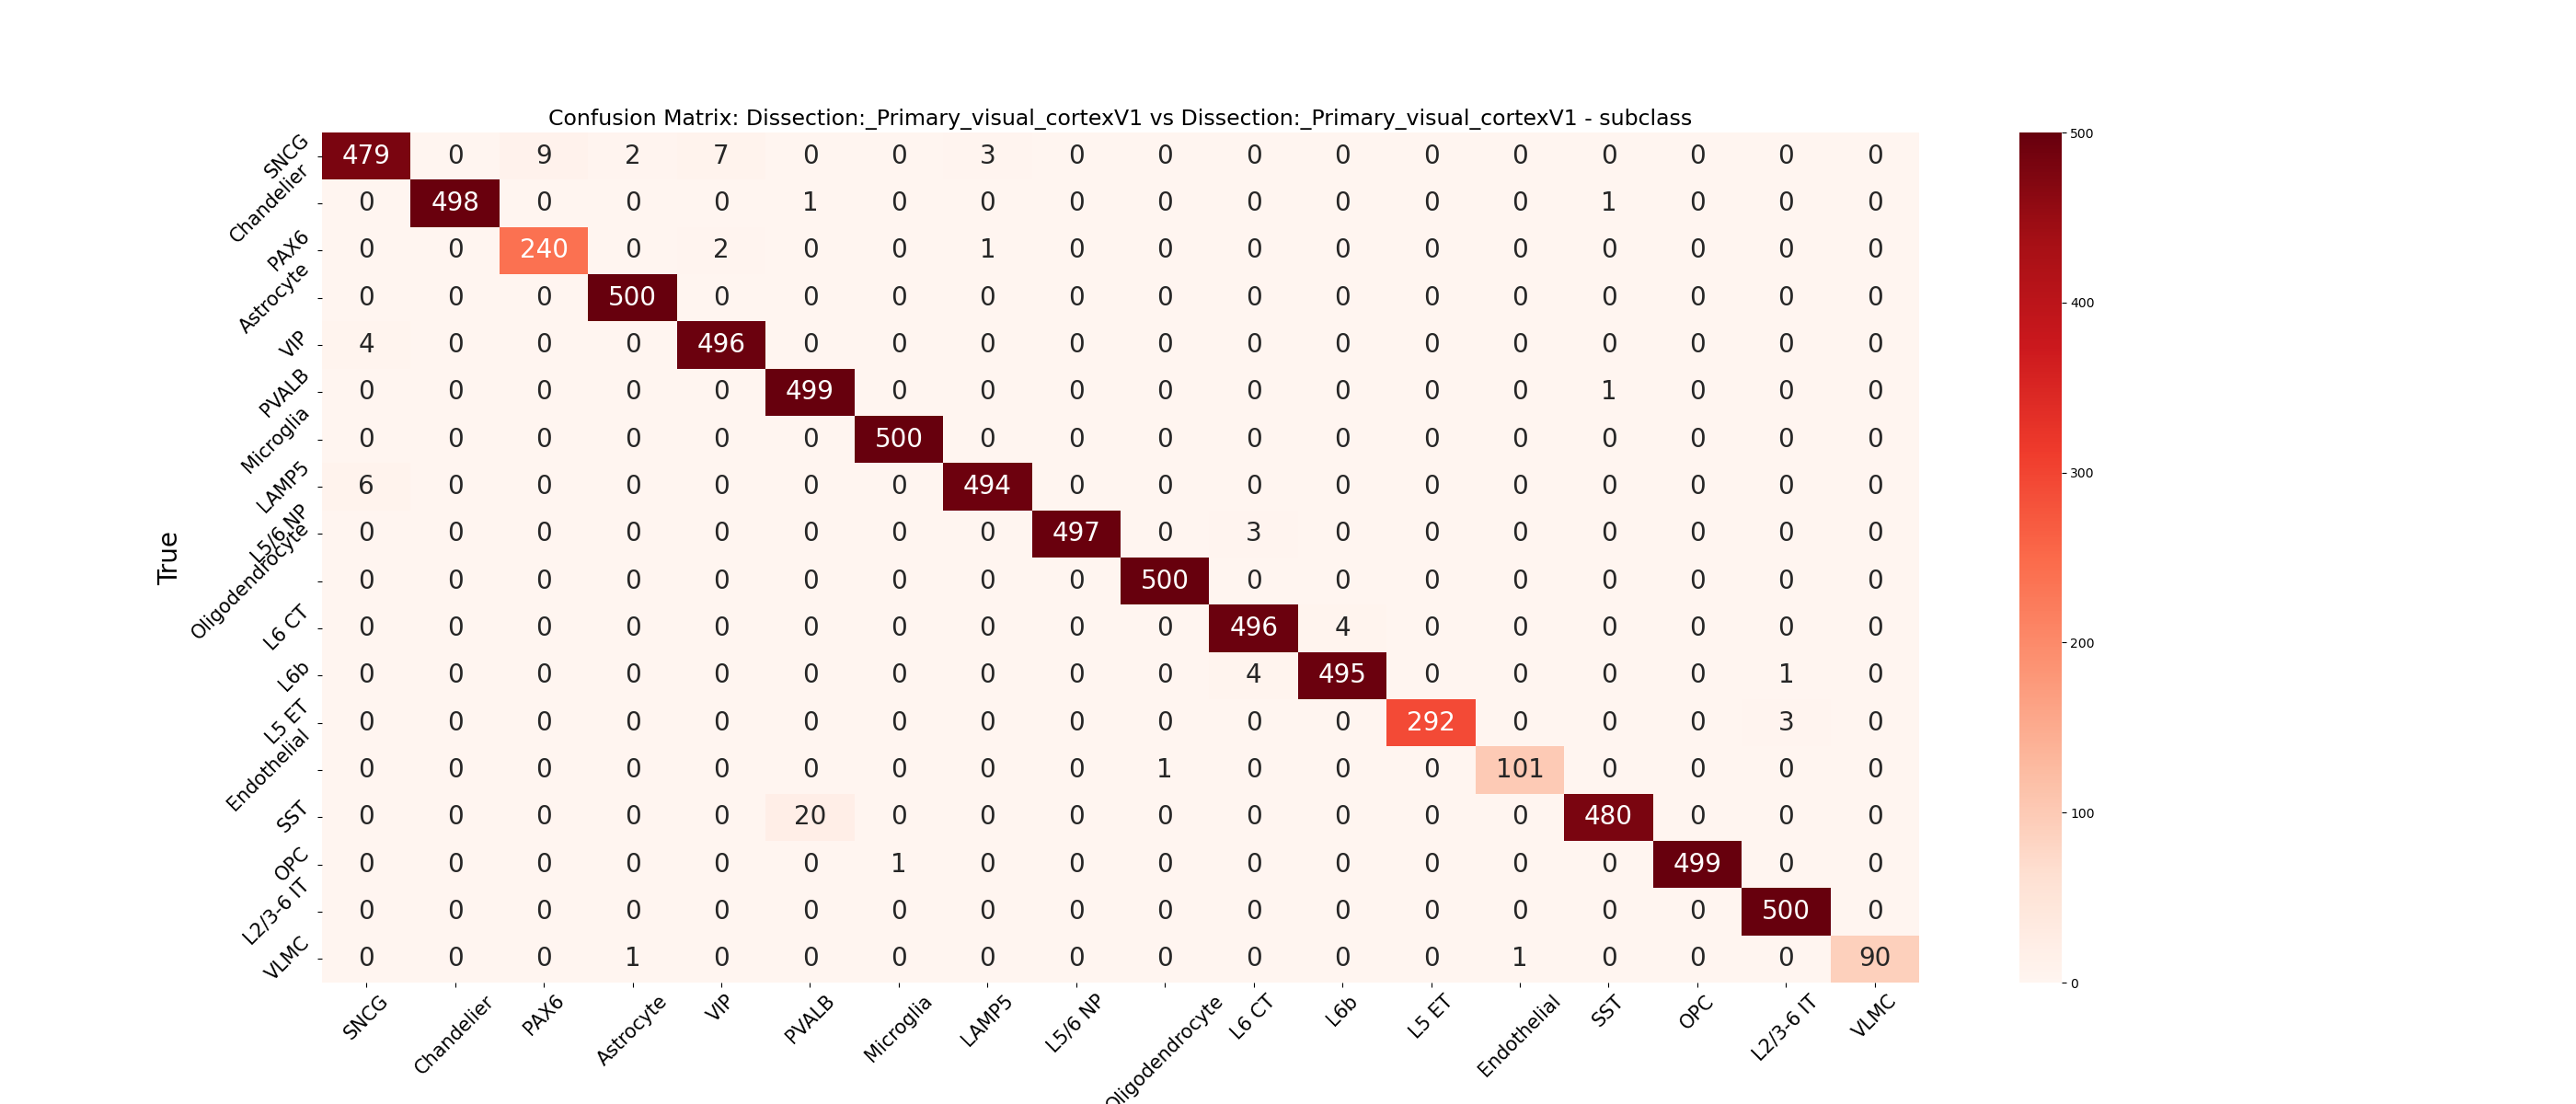 Confusion Matrix: Dissection:_Primary_visual_cortexV1 vs Dissection:_Primary_visual_cortexV1 - subclass
SNCG 479 0 9 2 7 0 0 3 0 0 0 0 0 0 0 0 0 0
Chandelier 0 498 0 0 0 1 0 0 0 0 0 0 0 0 1 0 0 0
PAX6 0 0 240 0 2 0 0 1 0 0 0 0 0 0 0 0 0 0
Astrocyte 0 0 0 500 0 0 0 0 0 0 0 0 0 0 0 0 0 0
VIP 4 0 0 0 496 0 0 0 0 0 0 0 0 0 0 0 0 0
PVALB 0 0 0 0 0 499 0 0 0 0 0 0 0 0 1 0 0 0
Microglia 0 0 0 0 0 0 500 0 0 0 0 0 0 0 0 0 0 0
LAMP5 6 0 0 0 0 0 0 494 0 0 0 0 0 0 0 0 0 0
L5/6 NP 0 0 0 0 0 0 0 0 497 0 3 0 0 0 0 0 0 0
Oligodendrocyte 0 0 0 0 0 0 0 0 0 500 0 0 0 0 0 0 0 0
L6 CT 0 0 0 0 0 0 0 0 0 0 496 4 0 0 0 0 0 0
L6b 0 0 0 0 0 0 0 0 0 0 4 495 0 0 0 0 1 0
L5 ET 0 0 0 0 0 0 0 0 0 0 0 0 292 0 0 0 3 0
Endothelial 0 0 0 0 0 0 0 0 0 1 0 0 0 101 0 0 0 0
SST 0 0 0 0 0 20 0 0 0 0 0 0 0 0 480 0 0 0
OPC 0 0 0 0 0 0 1 0 0 0 0 0 0 0 0 499 0 0
L2/3-6 IT 0 0 0 0 0 0 0 0 0 0 0 0 0 0 0 0 500 0
VLMC 0 0 0 1 0 0 0 0 0 0 0 0 0 1 0 0 0 90
True
SNCG Chandelier PAX6 Astrocyte VIP PVALB Microglia LAMP5 L5/6 NP Oligodendrocyte L6 CT L6b L5 ET Endothelial SST OPC L2/3-6 IT VLMC
500
400
300
200
100
0